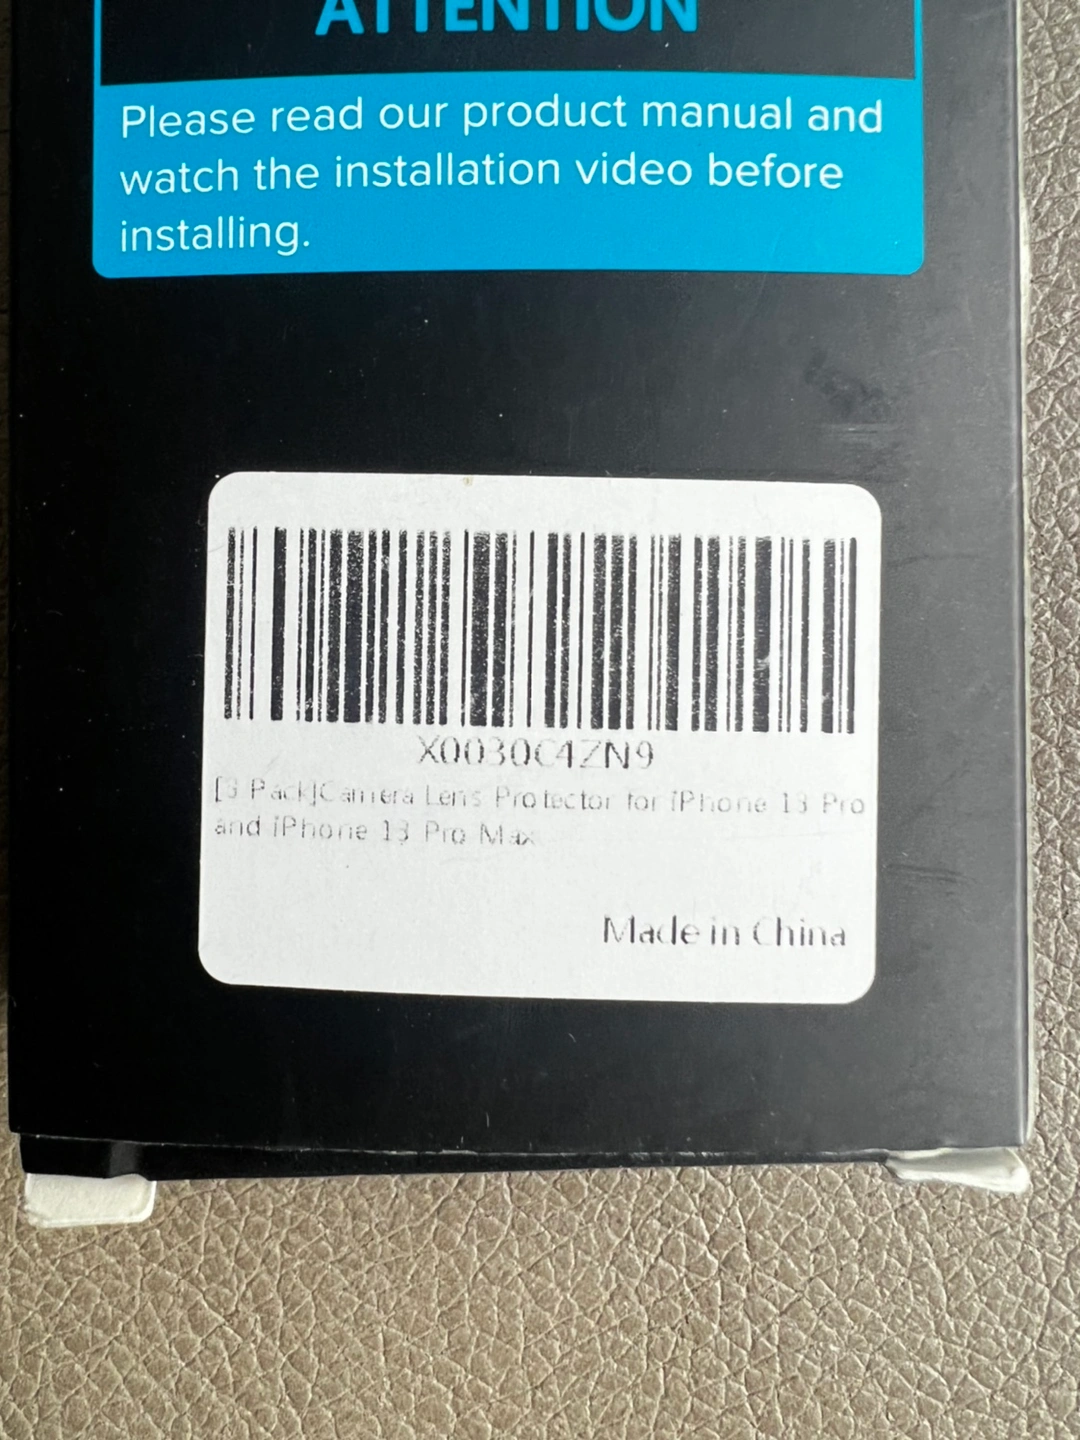 ATTENTION
Please read our product manual and
watch the installation video before
installing.
X0030C4ZN9
[3 Pack]Camera Lens Protector for iPhone 13 Pro
and iPhone 13 Pro Max
Made in China